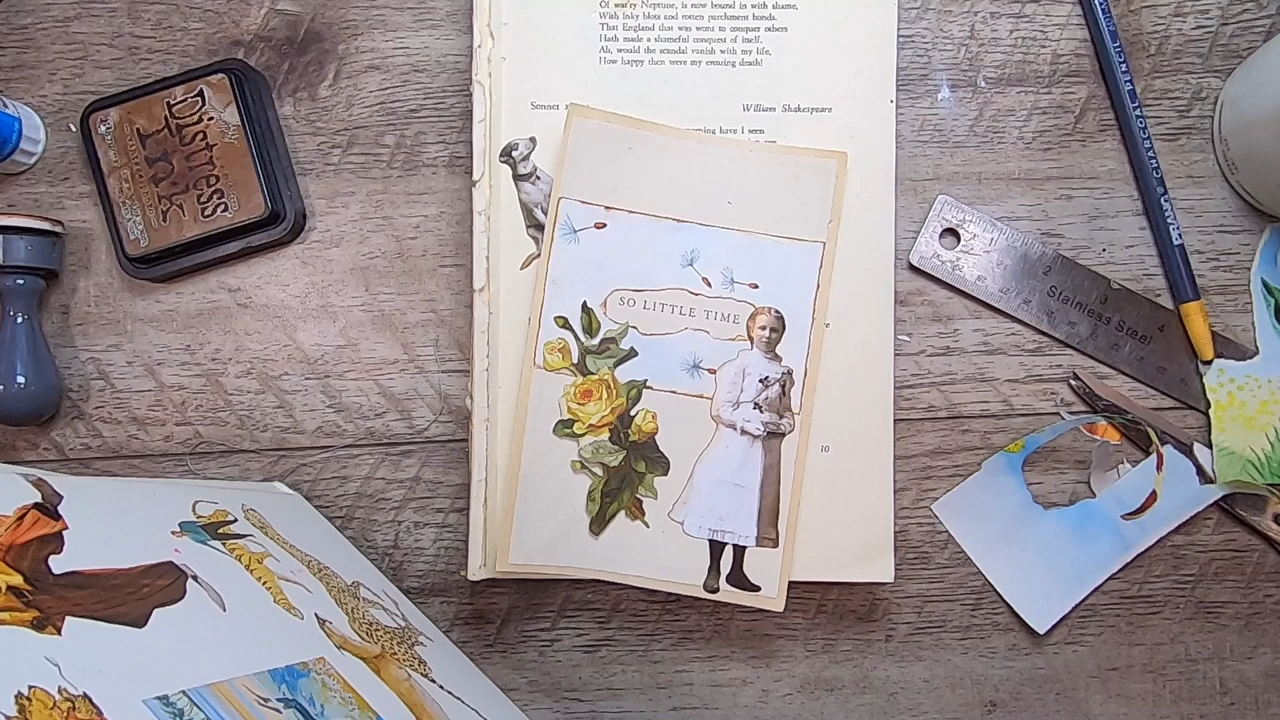 Of wat'ry Neptune, is now bound in with shame,
With inky blots and rotten parchment bonds.
That England that was wont to conquer others
Hath made a shameful conquest of itself.
Ah, would the scandal vanish with my life,
How happy then were my ensuing death!
Sonnet
William Shakespeare
morning have I seen
SO LITTLE TIME
10
Distress
Ink
1
2
3
4
Stainless Steel
PRANG® CHARCOAL PENCIL